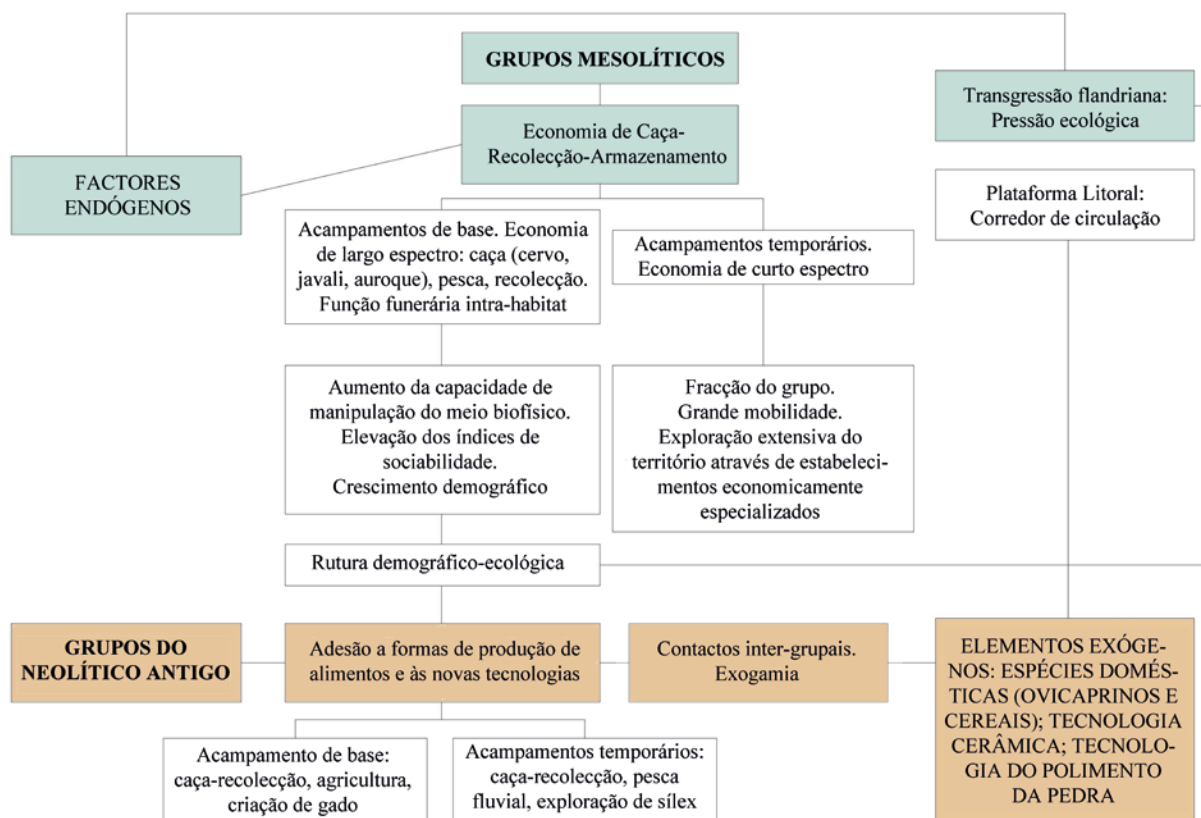 GRUPOS MESOLÍTICOS
Transgressão flandriana:
Pressão ecológica
Economia de Caça-
Recolecção-Armazenamento
FACTORES
ENDÓGENOS
Plataforma Litoral:
Corredor de circulação
Acampamentos de base. Economia
de largo espectro: caça (cervo,
javali, auroque), pesca, recolecção.
Função funerária intra-habitat
Acampamentos temporários.
Economia de curto espectro
Aumento da capacidade de
manipulação do meio biofísico.
Elevação dos índices de
sociabilidade.
Crescimento demográfico
Fracção do grupo.
Grande mobilidade.
Exploração extensiva do
território através de estabeleci-
mentos economicamente
especializados
Rutura demográfico-ecológica
GRUPOS DO
NEOLÍTICO ANTIGO
Adesão a formas de produção de
alimentos e às novas tecnologias
Contactos inter-grupais.
Exogamia
ELEMENTOS EXÓGE-
NOS: ESPÉCIES DOMÉS-
TICAS (OVICAPRINOS E
CEREAIS); TECNOLOGIA
CERÂMICA; TECNOLO-
GIA DO POLIMENTO
DA PEDRA
Acampamento de base:
caça-recolecção, agricultura,
criação de gado
Acampamentos temporários:
caça-recolecção, pesca
fluvial, exploração de sílex